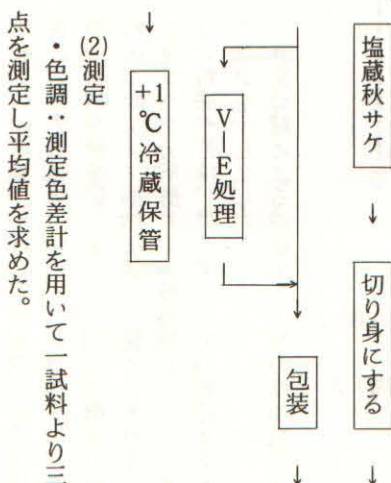 塩蔵秋サケ → 切り身にする →
V―E処理
包装 →
→ +1℃冷蔵保管
(2)測定
・色調：測定色差計を用いて一試料より三
点を測定し平均値を求めた。